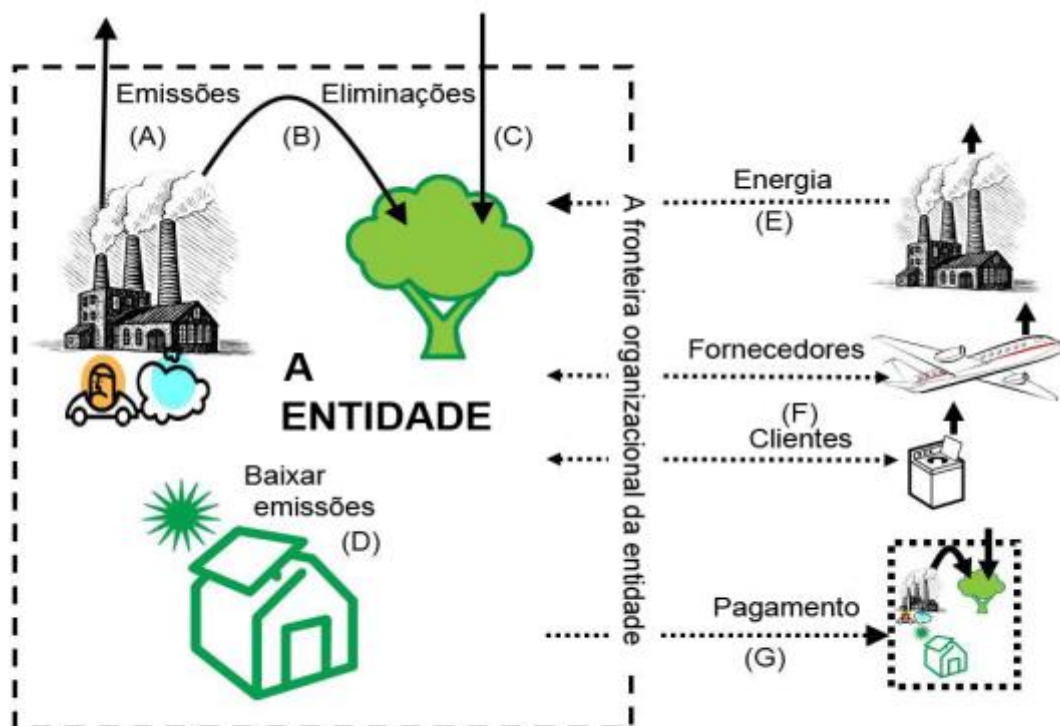 Emissões
(A)
(B)
Eliminações
(C)
A
ENTIDADE
Baixar
emissões
(D)
A fronteira organizacional da entidade
Energia
(E)
Fornecedores
(F)
Clientes
Pagamento
(G)